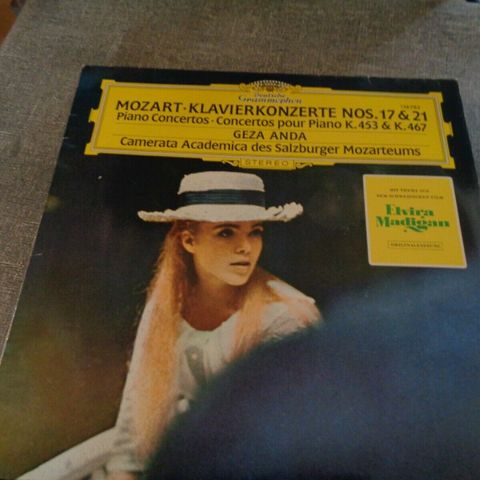 Deutsche
Grammophon
MOZART · KLAVIERKONZERTE NOS. 17 & 21
Piano Concertos · Concertos pour Piano K. 453 & K. 467
GEZA ANDA
Camerata Academica des Salzburger Mozarteums
STEREO
Elvira
Madigan
ORIGINALFASSUNG